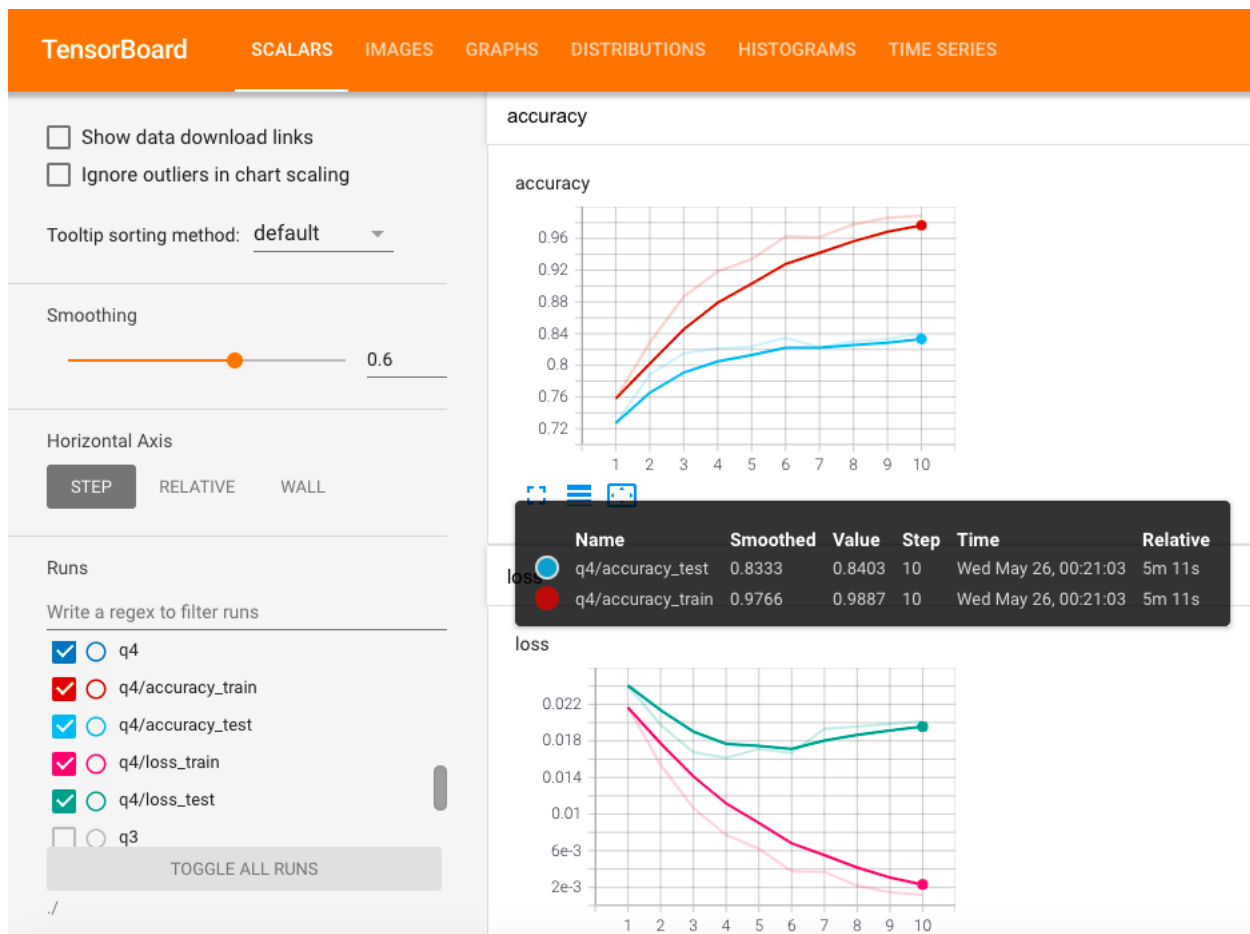 TensorBoard SCALARS IMAGES GRAPHS DISTRIBUTIONS HISTOGRAMS TIME SERIES
Show data download links
Ignore outliers in chart scaling
Tooltip sorting method: default
Smoothing
0.6
Horizontal Axis
STEP RELATIVE WALL
Runs
Write a regex to filter runs
q4
q4/accuracy_train
q4/accuracy_test
q4/loss_train
q4/loss_test
q3
TOGGLE ALL RUNS
./
accuracy
accuracy
0.96
0.92
0.88
0.84
0.8
0.76
0.72
1 2 3 4 5 6 7 8 9 10
Name Smoothed Value Step Time Relative
q4/accuracy_test 0.8333 0.8403 10 Wed May 26, 00:21:03 5m 11s
q4/accuracy_train 0.9766 0.9887 10 Wed May 26, 00:21:03 5m 11s
loss
loss
0.022
0.018
0.014
0.01
6e-3
2e-3
1 2 3 4 5 6 7 8 9 10